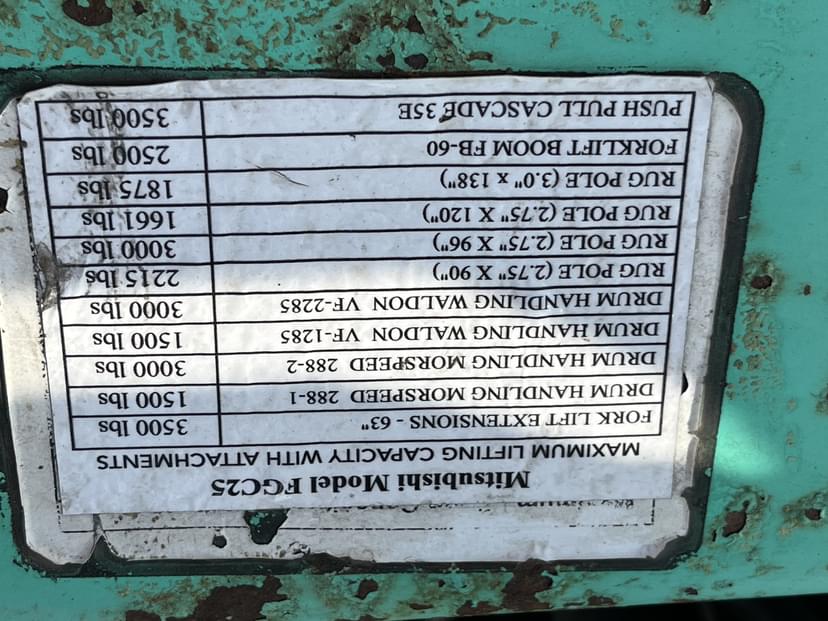 Mitsubishi Model FGC25
MAXIMUM LIFTING CAPACITY WITH ATTACHMENTS
FORK LIFT EXTENSIONS - 63" 3500 lbs
DRUM HANDLING MORSPEED 288-1 1500 lbs
DRUM HANDLING MORSPEED 288-2 3000 lbs
DRUM HANDLING WALDON VF-1285 1500 lbs
DRUM HANDLING WALDON VF-2285 3000 lbs
RUG POLE (2.75" X 90") 2215 lbs
RUG POLE (2.75" X 96") 3000 lbs
RUG POLE (2.75" X 120") 1661 lbs
RUG POLE (3.0" x 138") 1875 lbs
FORKLIFT BOOM FB-60 2500 lbs
PUSH PULL CASCADE 35E 3500 lbs